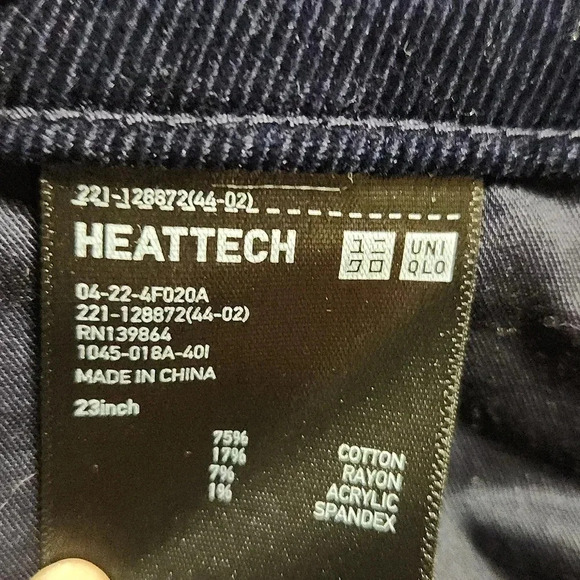 221-128872(44-02)
HEATTECH
ユニ
クロ
UNI
QLO
04-22-4F020A
221-128872(44-02)
RN139864
1045-018A-40I
MADE IN CHINA
23inch
75% COTTON
17% RAYON
7% ACRYLIC
1% SPANDEX